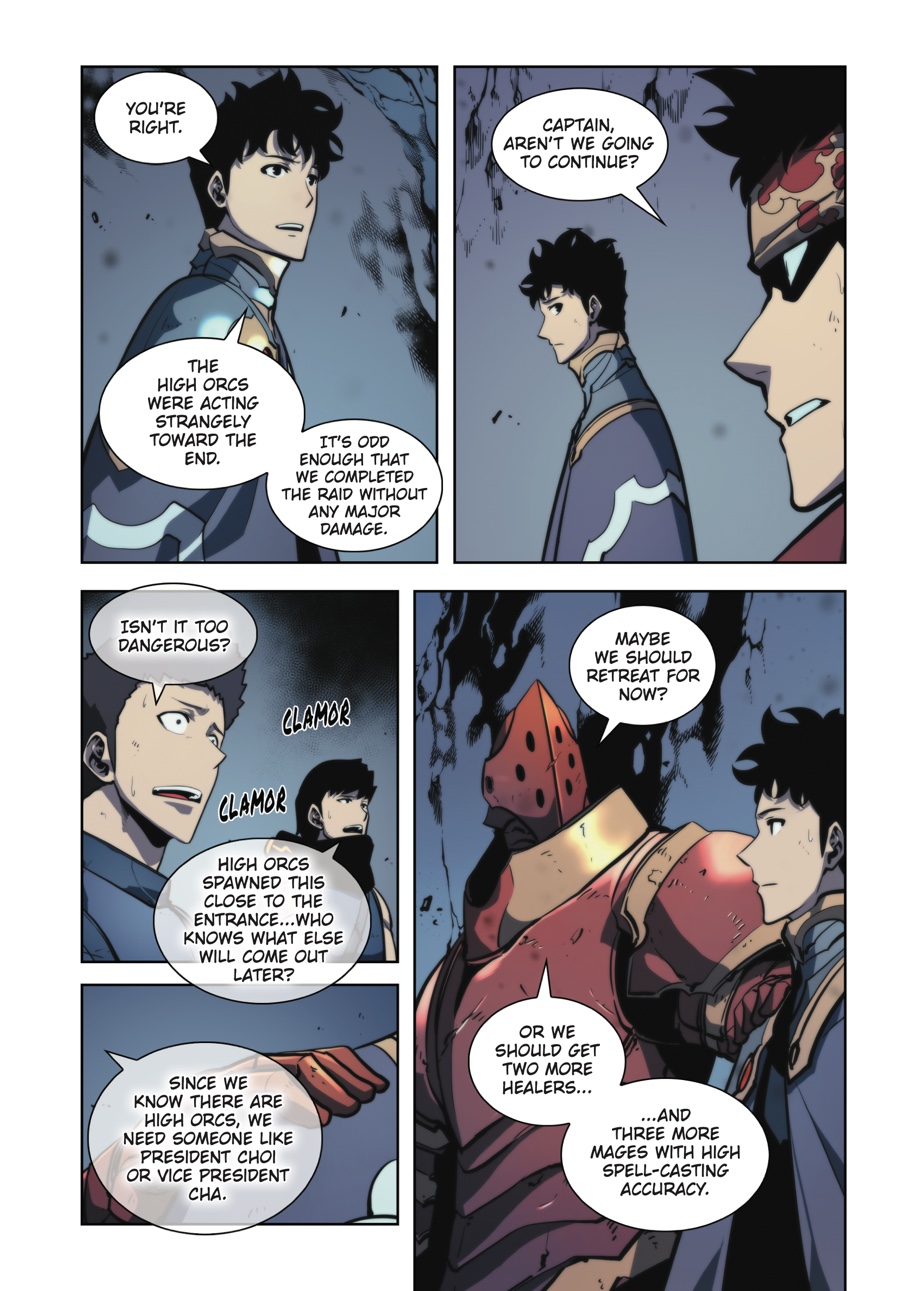 YOU'RE
RIGHT.
THE
HIGH ORCS
WERE ACTING
STRANGELY
TOWARD THE
END.
IT'S ODD
ENOUGH THAT
WE COMPLETED
THE RAID WITHOUT
ANY MAJOR
DAMAGE.
CAPTAIN,
AREN'T WE GOING
TO CONTINUE?
ISN'T IT TOO
DANGEROUS?
CLAMOR
CLAMOR
HIGH ORCS
SPAWNED THIS
CLOSE TO THE
ENTRANCE...WHO
KNOWS WHAT ELSE
WILL COME OUT
LATER?
SINCE WE
KNOW THERE ARE
HIGH ORCS, WE
NEED SOMEONE LIKE
PRESIDENT CHOI
OR VICE PRESIDENT
CHA.
MAYBE
WE SHOULD
RETREAT FOR
NOW?
OR WE
SHOULD GET
TWO MORE
HEALERS...
...AND
THREE MORE
MAGES WITH HIGH
SPELL-CASTING
ACCURACY.